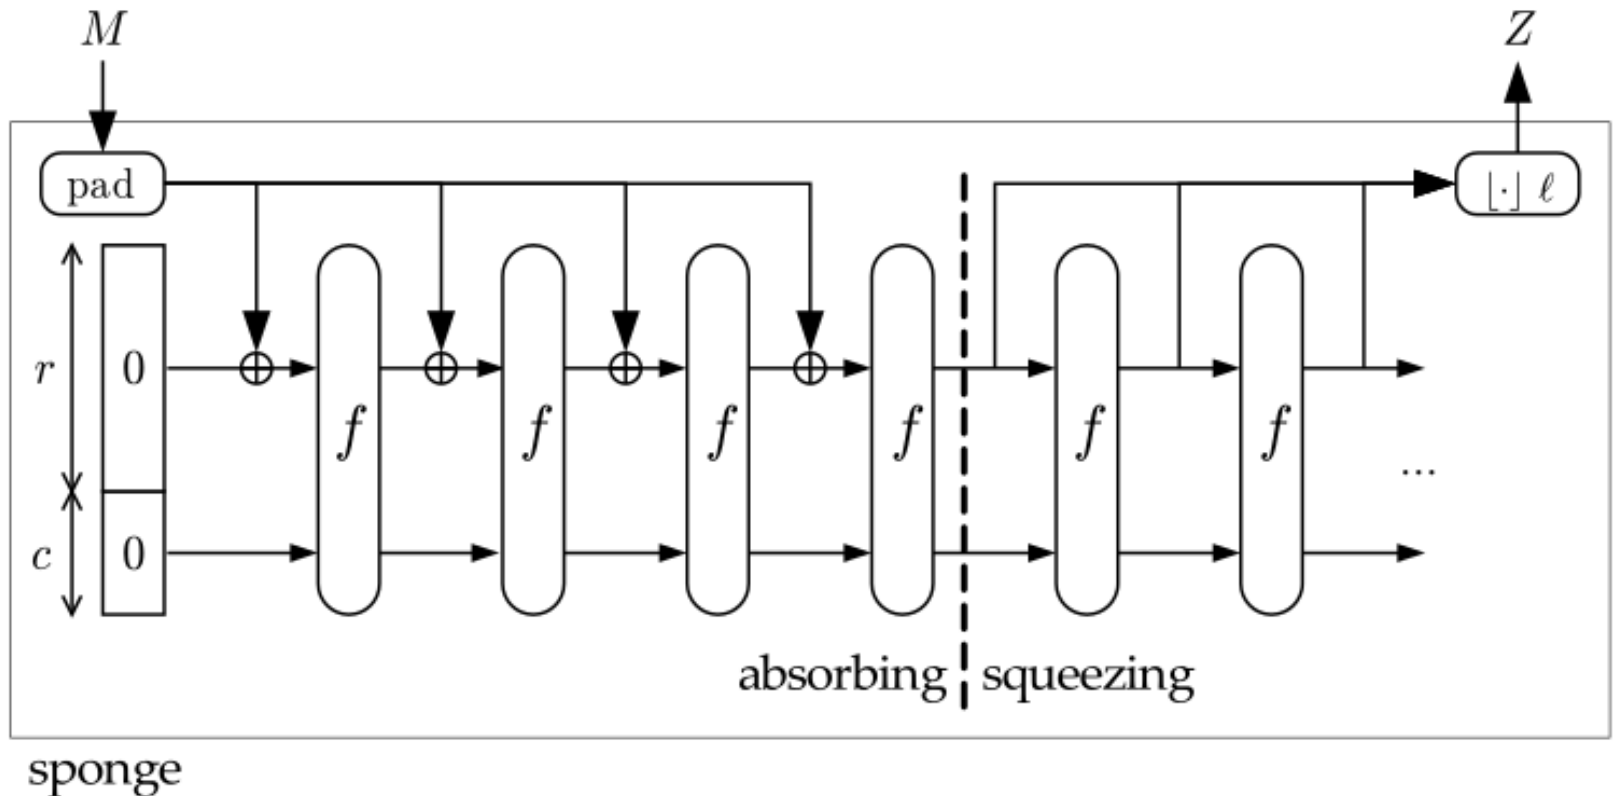 M Z
pad ⌊·⌋ ℓ
r 0 f f f f f f
c 0 ...
absorbing squeezing
sponge